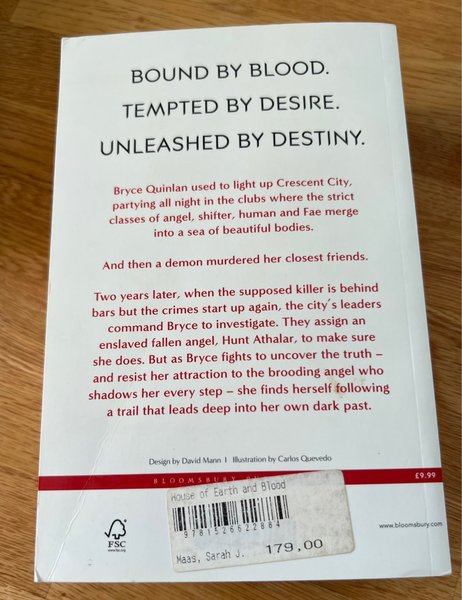 BOUND BY BLOOD.
TEMPTED BY DESIRE.
UNLEASHED BY DESTINY.
Bryce Quinlan used to light up Crescent City,
partying all night in the clubs where the strict
classes of angel, shifter, human and Fae merge
into a sea of beautiful bodies.
And then a demon murdered her closest friends.
Two years later, when the supposed killer is behind
bars but the crimes start up again, the city's leaders
command Bryce to investigate. They assign an
enslaved fallen angel, Hunt Athalar, to make sure
she does. But as Bryce fights to uncover the truth –
and resist her attraction to the brooding angel who
shadows her every step – she finds herself following
a trail that leads deep into her own dark past.
Design by David Mann | Illustration by Carlos Quevedo
BLOOMSBURY
£9.99
House of Earth and Blood
9781526622884
Maas, Sarah J.
179,00
FSC
www.fsc.org
www.bloomsbury.com